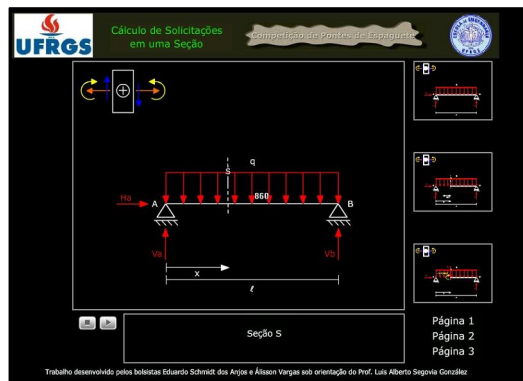 UFRGS
Cálculo de Solicitações
em uma Seção
Competição de Pontes de Espaguete
q
S
860
Ha
A
B
Va
Vb
x
ℓ
Seção S
Página 1
Página 2
Página 3
Trabalho desenvolvido pelos bolsistas Eduardo Schmidt dos Anjos e Álisson Vargas sob orientação do Prof. Luis Alberto Segovia González